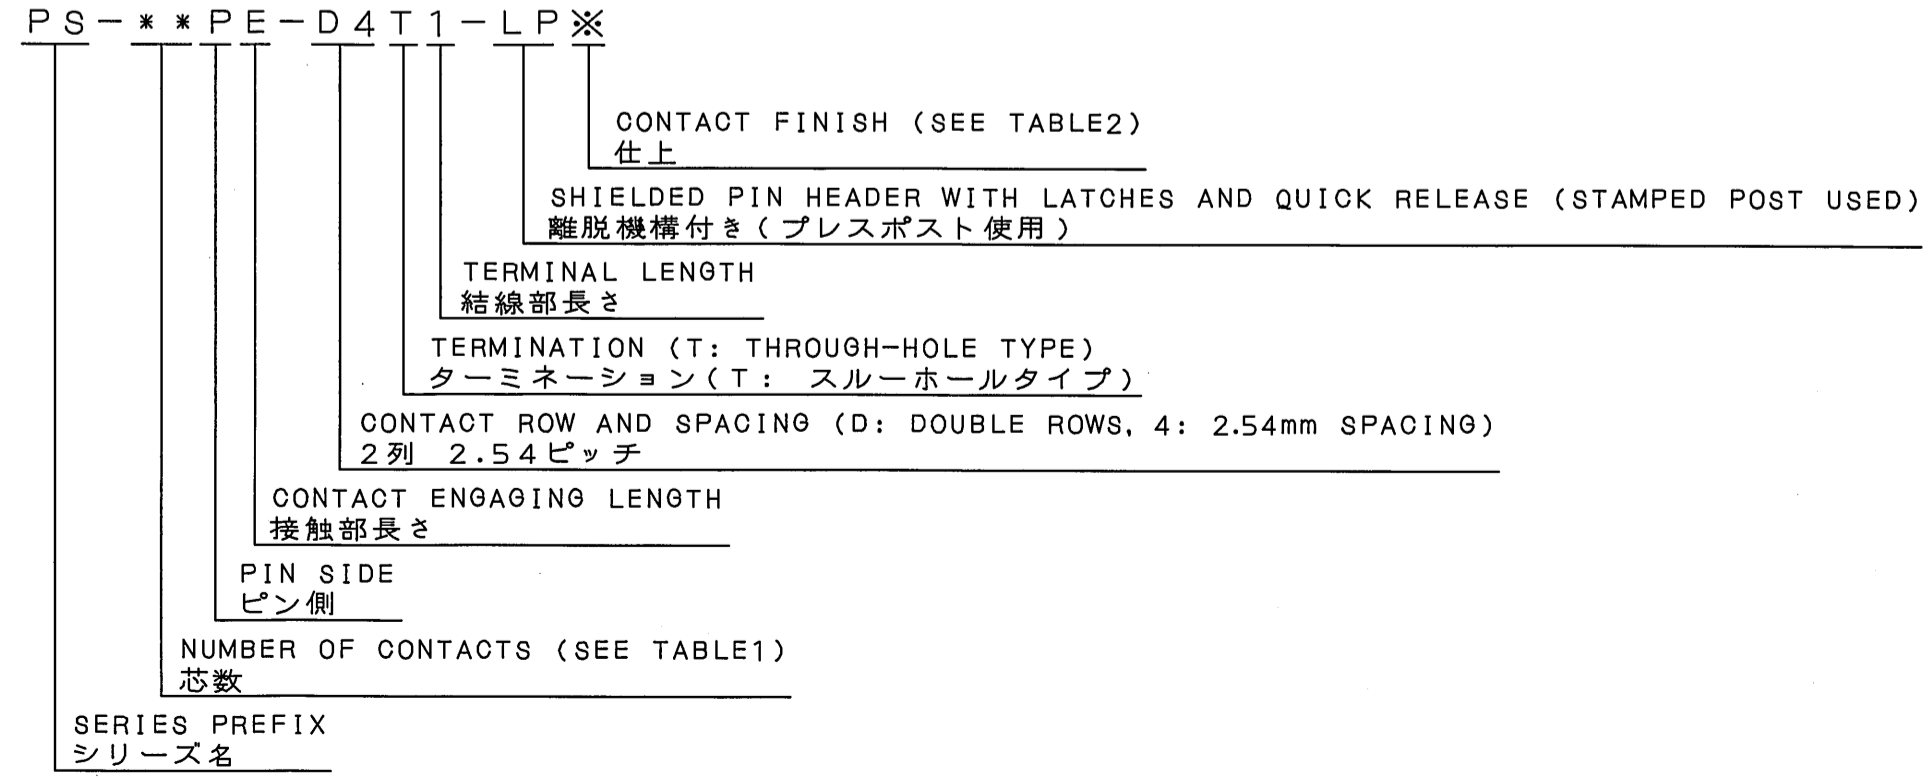 PS-**PE-D4T1-LP※
CONTACT FINISH (SEE TABLE2)
仕上
SHIELDED PIN HEADER WITH LATCHES AND QUICK RELEASE (STAMPED POST USED)
離脱機構付き(プレスポスト使用)
TERMINAL LENGTH
結線部長さ
TERMINATION (T: THROUGH-HOLE TYPE)
ターミネーション(T: スルーホールタイプ)
CONTACT ROW AND SPACING (D: DOUBLE ROWS, 4: 2.54mm SPACING)
2列 2.54ピッチ
CONTACT ENGAGING LENGTH
接触部長さ
PIN SIDE
ピン側
NUMBER OF CONTACTS (SEE TABLE1)
芯数
SERIES PREFIX
シリーズ名